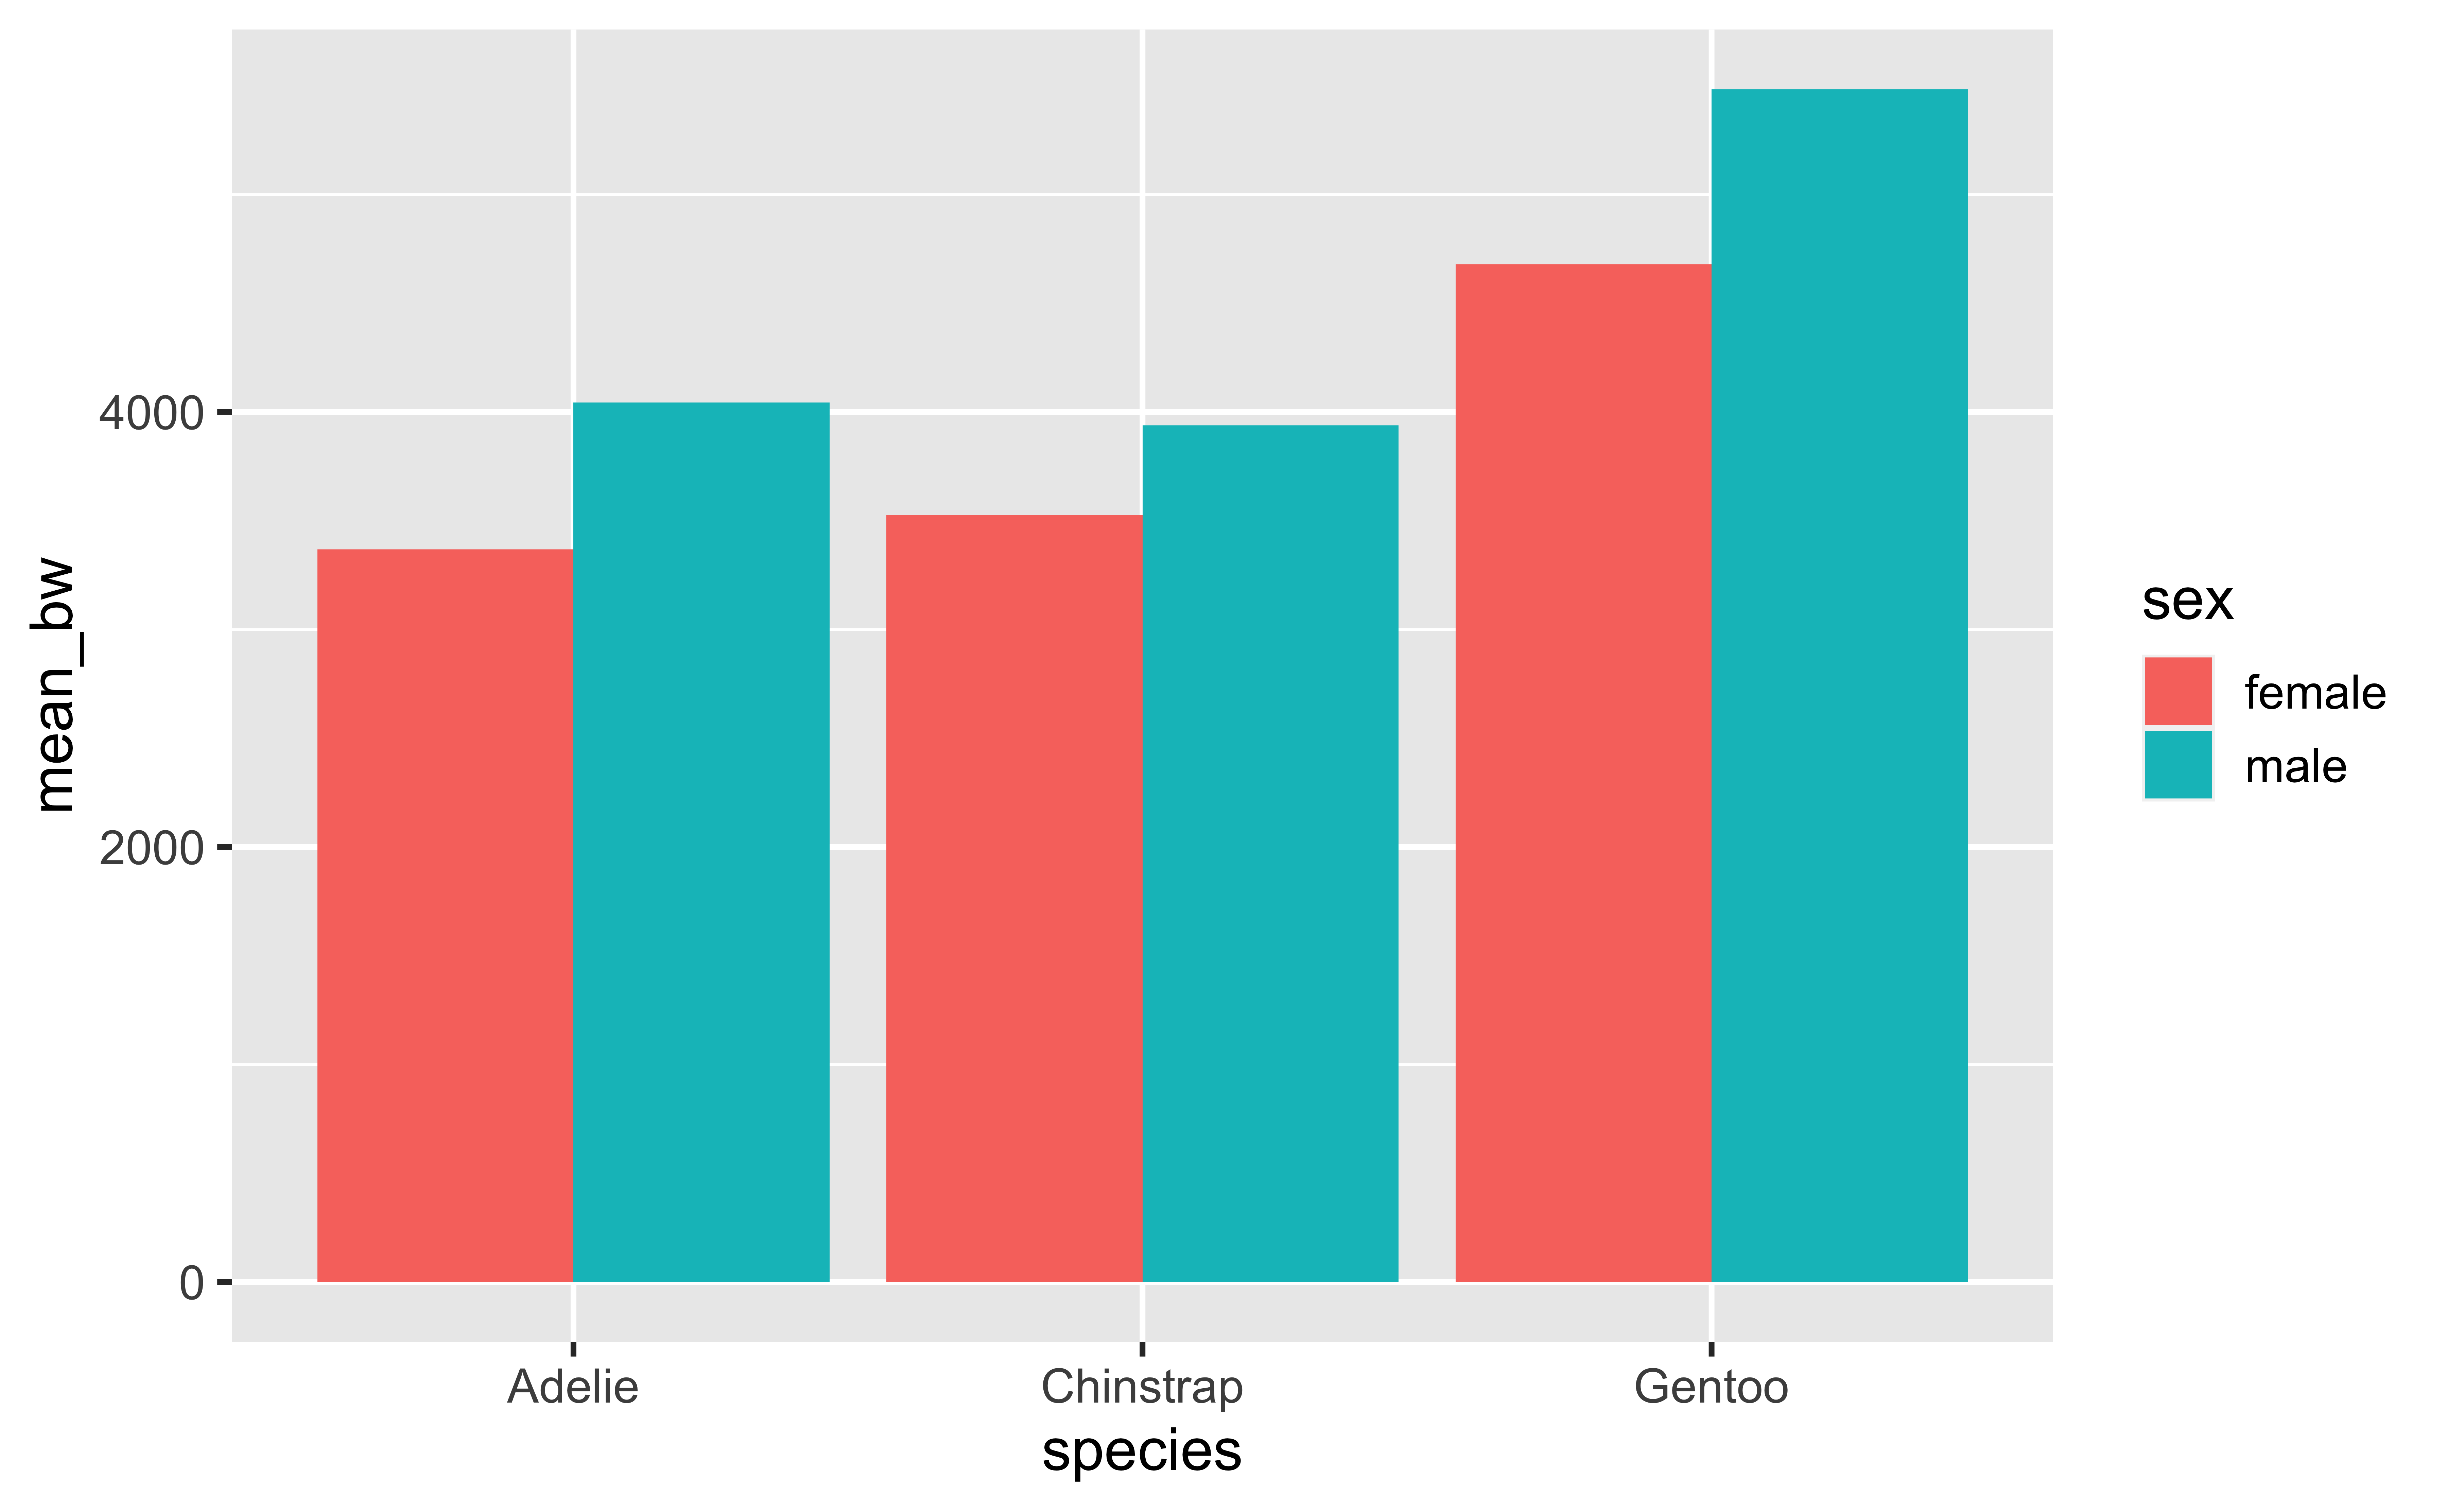 mean_bw
4000
2000
0
Adelie
Chinstrap
Gentoo
species
sex
female
male